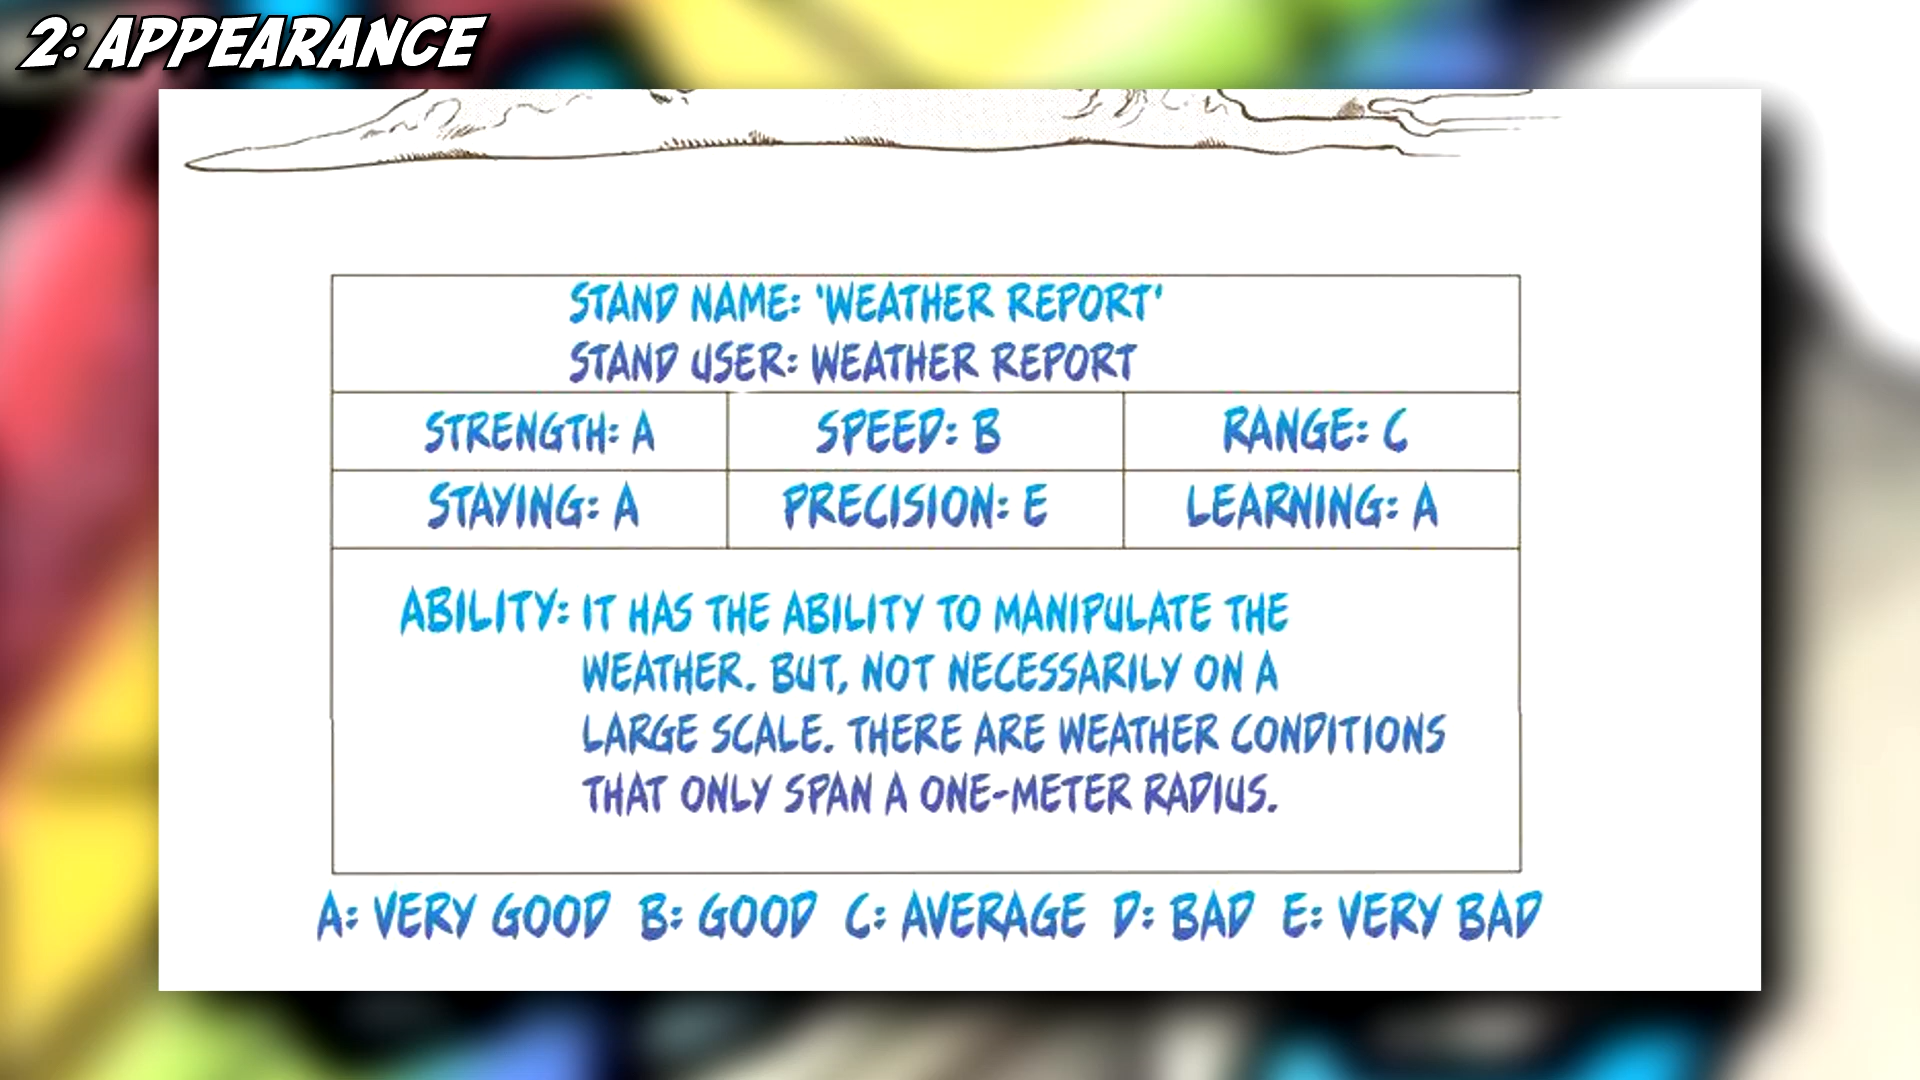 2: APPEARANCE
STAND NAME: 'WEATHER REPORT'
STAND USER: WEATHER REPORT
STRENGTH: A SPEED: B RANGE: C
STAYING: A PRECISION: E LEARNING: A
ABILITY: IT HAS THE ABILITY TO MANIPULATE THE
WEATHER. BUT, NOT NECESSARILY ON A
LARGE SCALE. THERE ARE WEATHER CONDITIONS
THAT ONLY SPAN A ONE-METER RADIUS.
A: VERY GOOD B: GOOD C: AVERAGE D: BAD E: VERY BAD